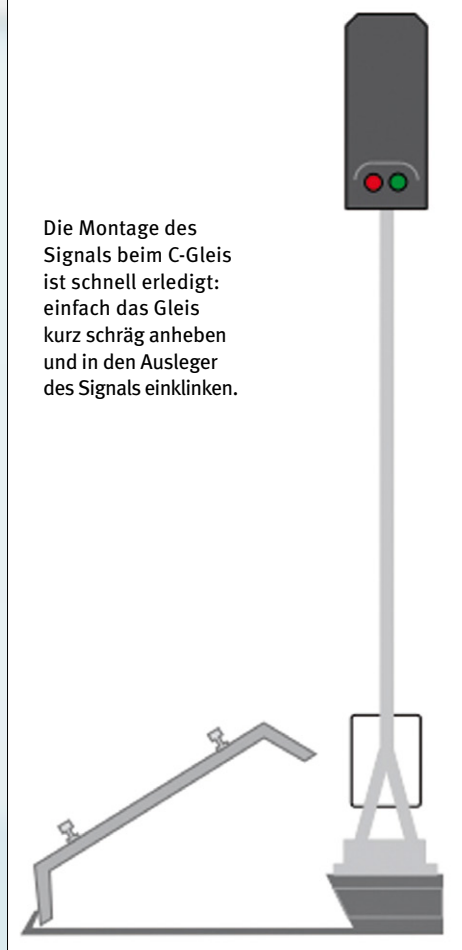 Die Montage des
Signals beim C-Gleis
ist schnell erledigt:
einfach das Gleis
kurz schräg anheben
und in den Ausleger
des Signals einklinken.